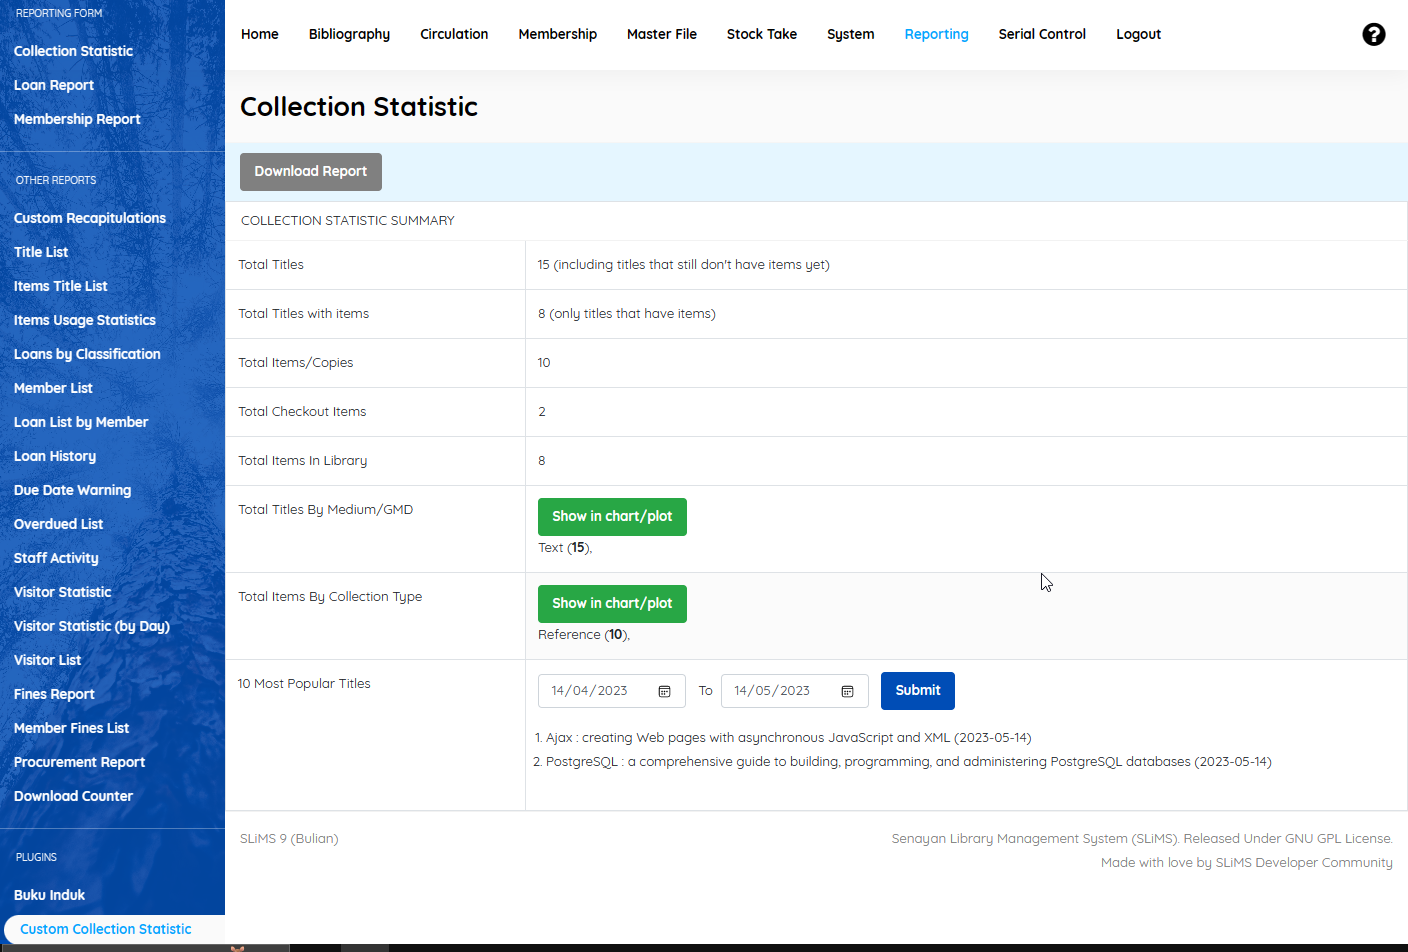 REPORTING FORM
Collection Statistic
Loan Report
Membership Report
OTHER REPORTS
Custom Recapitulations
Title List
Items Title List
Items Usage Statistics
Loans by Classification
Member List
Loan List by Member
Loan History
Due Date Warning
Overdued List
Staff Activity
Visitor Statistic
Visitor Statistic (by Day)
Visitor List
Fines Report
Member Fines List
Procurement Report
Download Counter
PLUGINS
Buku Induk
Custom Collection Statistic
Home Bibliography Circulation Membership Master File Stock Take System Reporting Serial Control Logout ?
Collection Statistic
Download Report
COLLECTION STATISTIC SUMMARY
Total Titles 15 (including titles that still don't have items yet)
Total Titles with items 8 (only titles that have items)
Total Items/Copies 10
Total Checkout Items 2
Total Items In Library 8
Total Titles By Medium/GMD Show in chart/plot
Text (15),
Total Items By Collection Type Show in chart/plot
Reference (10),
10 Most Popular Titles 14/04/2023 To 14/05/2023 Submit
1. Ajax : creating Web pages with asynchronous JavaScript and XML (2023-05-14)
2. PostgreSQL : a comprehensive guide to building, programming, and administering PostgreSQL databases (2023-05-14)
SLiMS 9 (Bulian) Senayan Library Management System (SLiMS). Released Under GNU GPL License.
Made with love by SLiMS Developer Community